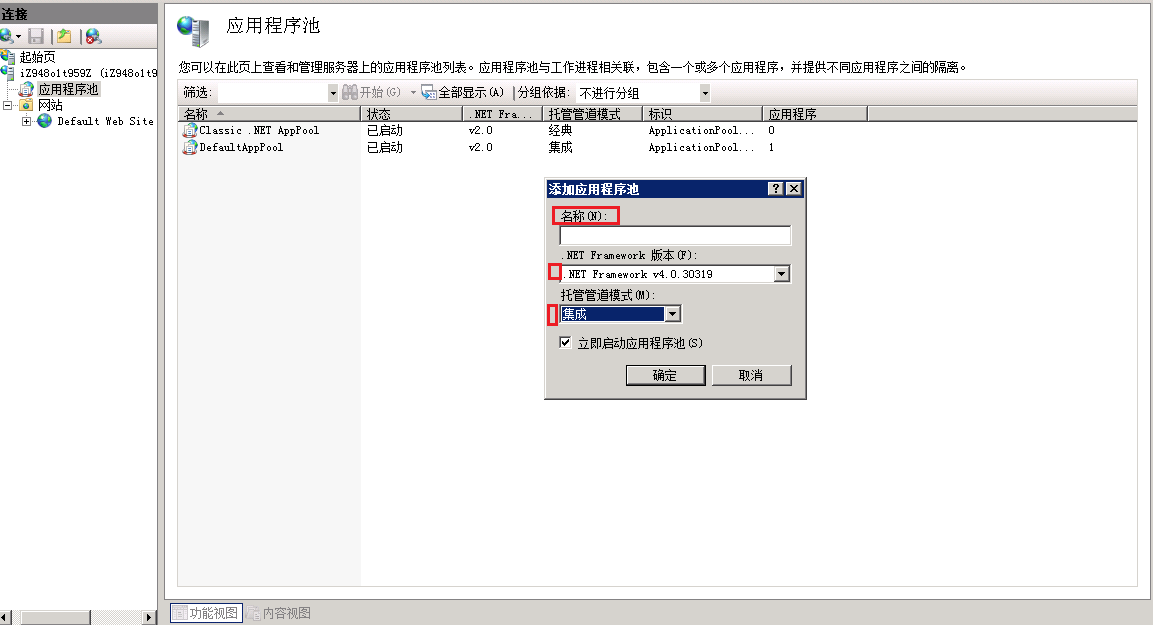 连接
起始页
iZ948o1t959Z (iZ948o1t9
应用程序池
网站
Default Web Site
应用程序池
您可以在此页上查看和管理服务器上的应用程序池列表。应用程序池与工作进程相关联，包含一个或多个应用程序，并提供不同应用程序之间的隔离。
筛选: 开始(G) 全部显示(A) 分组依据: 不进行分组
名称 状态 .NET Fra... 托管管道模式 标识 应用程序
Classic .NET AppPool 已启动 v2.0 经典 ApplicationPool... 0
DefaultAppPool 已启动 v2.0 集成 ApplicationPool... 1
添加应用程序池
名称(N):
.NET Framework 版本(F):
.NET Framework v4.0.30319
托管管道模式(M):
集成
立即启动应用程序池(S)
确定 取消
功能视图 内容视图